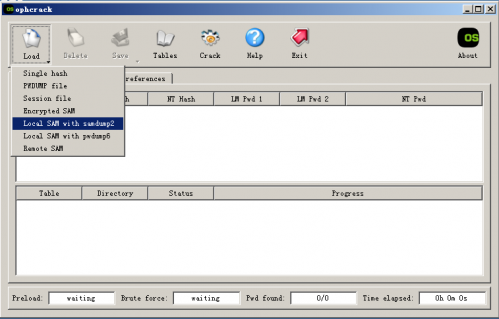 os ophcrack
Load Delete Save Tables Crack Help Exit
os
About
Single hash
PWDUMP file
Session file
Encrypted SAM
Local SAM with samdump2
Local SAM with pwdump6
Remote SAM
references
h NT Hash LM Pwd 1 LM Pwd 2 NT Pwd
Table Directory Status Progress
Preload: waiting Brute force: waiting Pwd found: 0/0 Time elapsed: 0h 0m 0s